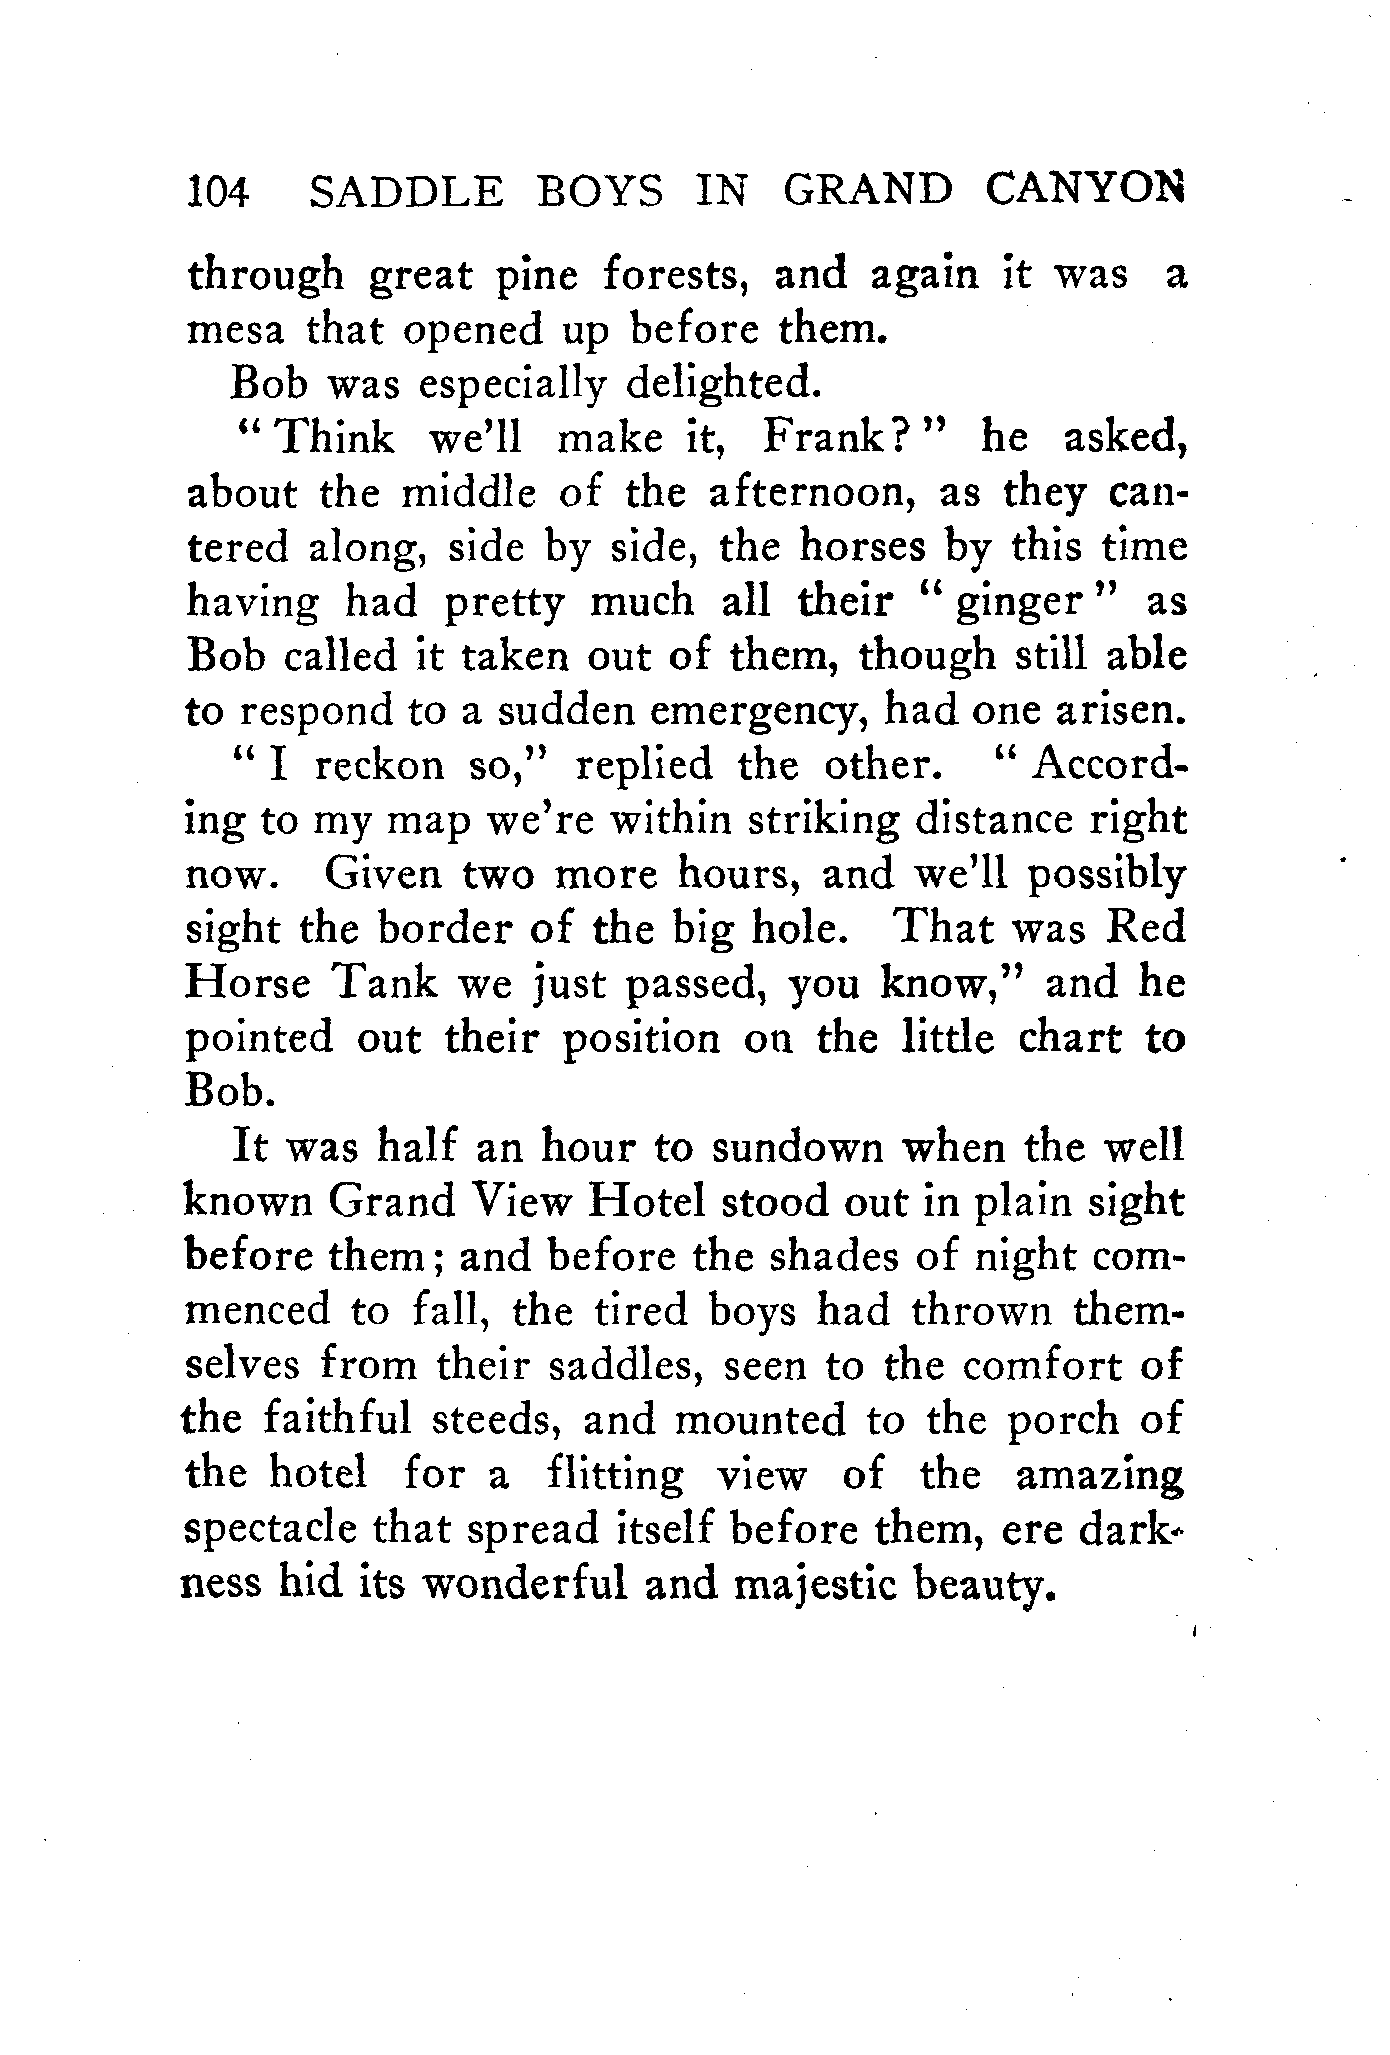 104 SADDLE BOYS IN GRAND CANYON
through great pine forests, and again it was a
mesa that opened up before them.
Bob was especially delighted.
“ Think we’ll make it, Frank? ” he asked,
about the middle of the afternoon, as they can-
tered along, side by side, the horses by this time
having had pretty much all their “ ginger ” as
Bob called it taken out of them, though still able
to respond to a sudden emergency, had one arisen.
“ I reckon so,” replied the other. “ Accord-
ing to my map we’re within striking distance right
now. Given two more hours, and we’ll possibly
sight the border of the big hole. That was Red
Horse Tank we just passed, you know,” and he
pointed out their position on the little chart to
Bob.
It was half an hour to sundown when the well
known Grand View Hotel stood out in plain sight
before them; and before the shades of night com-
menced to fall, the tired boys had thrown them-
selves from their saddles, seen to the comfort of
the faithful steeds, and mounted to the porch of
the hotel for a flitting view of the amazing
spectacle that spread itself before them, ere dark-
ness hid its wonderful and majestic beauty.